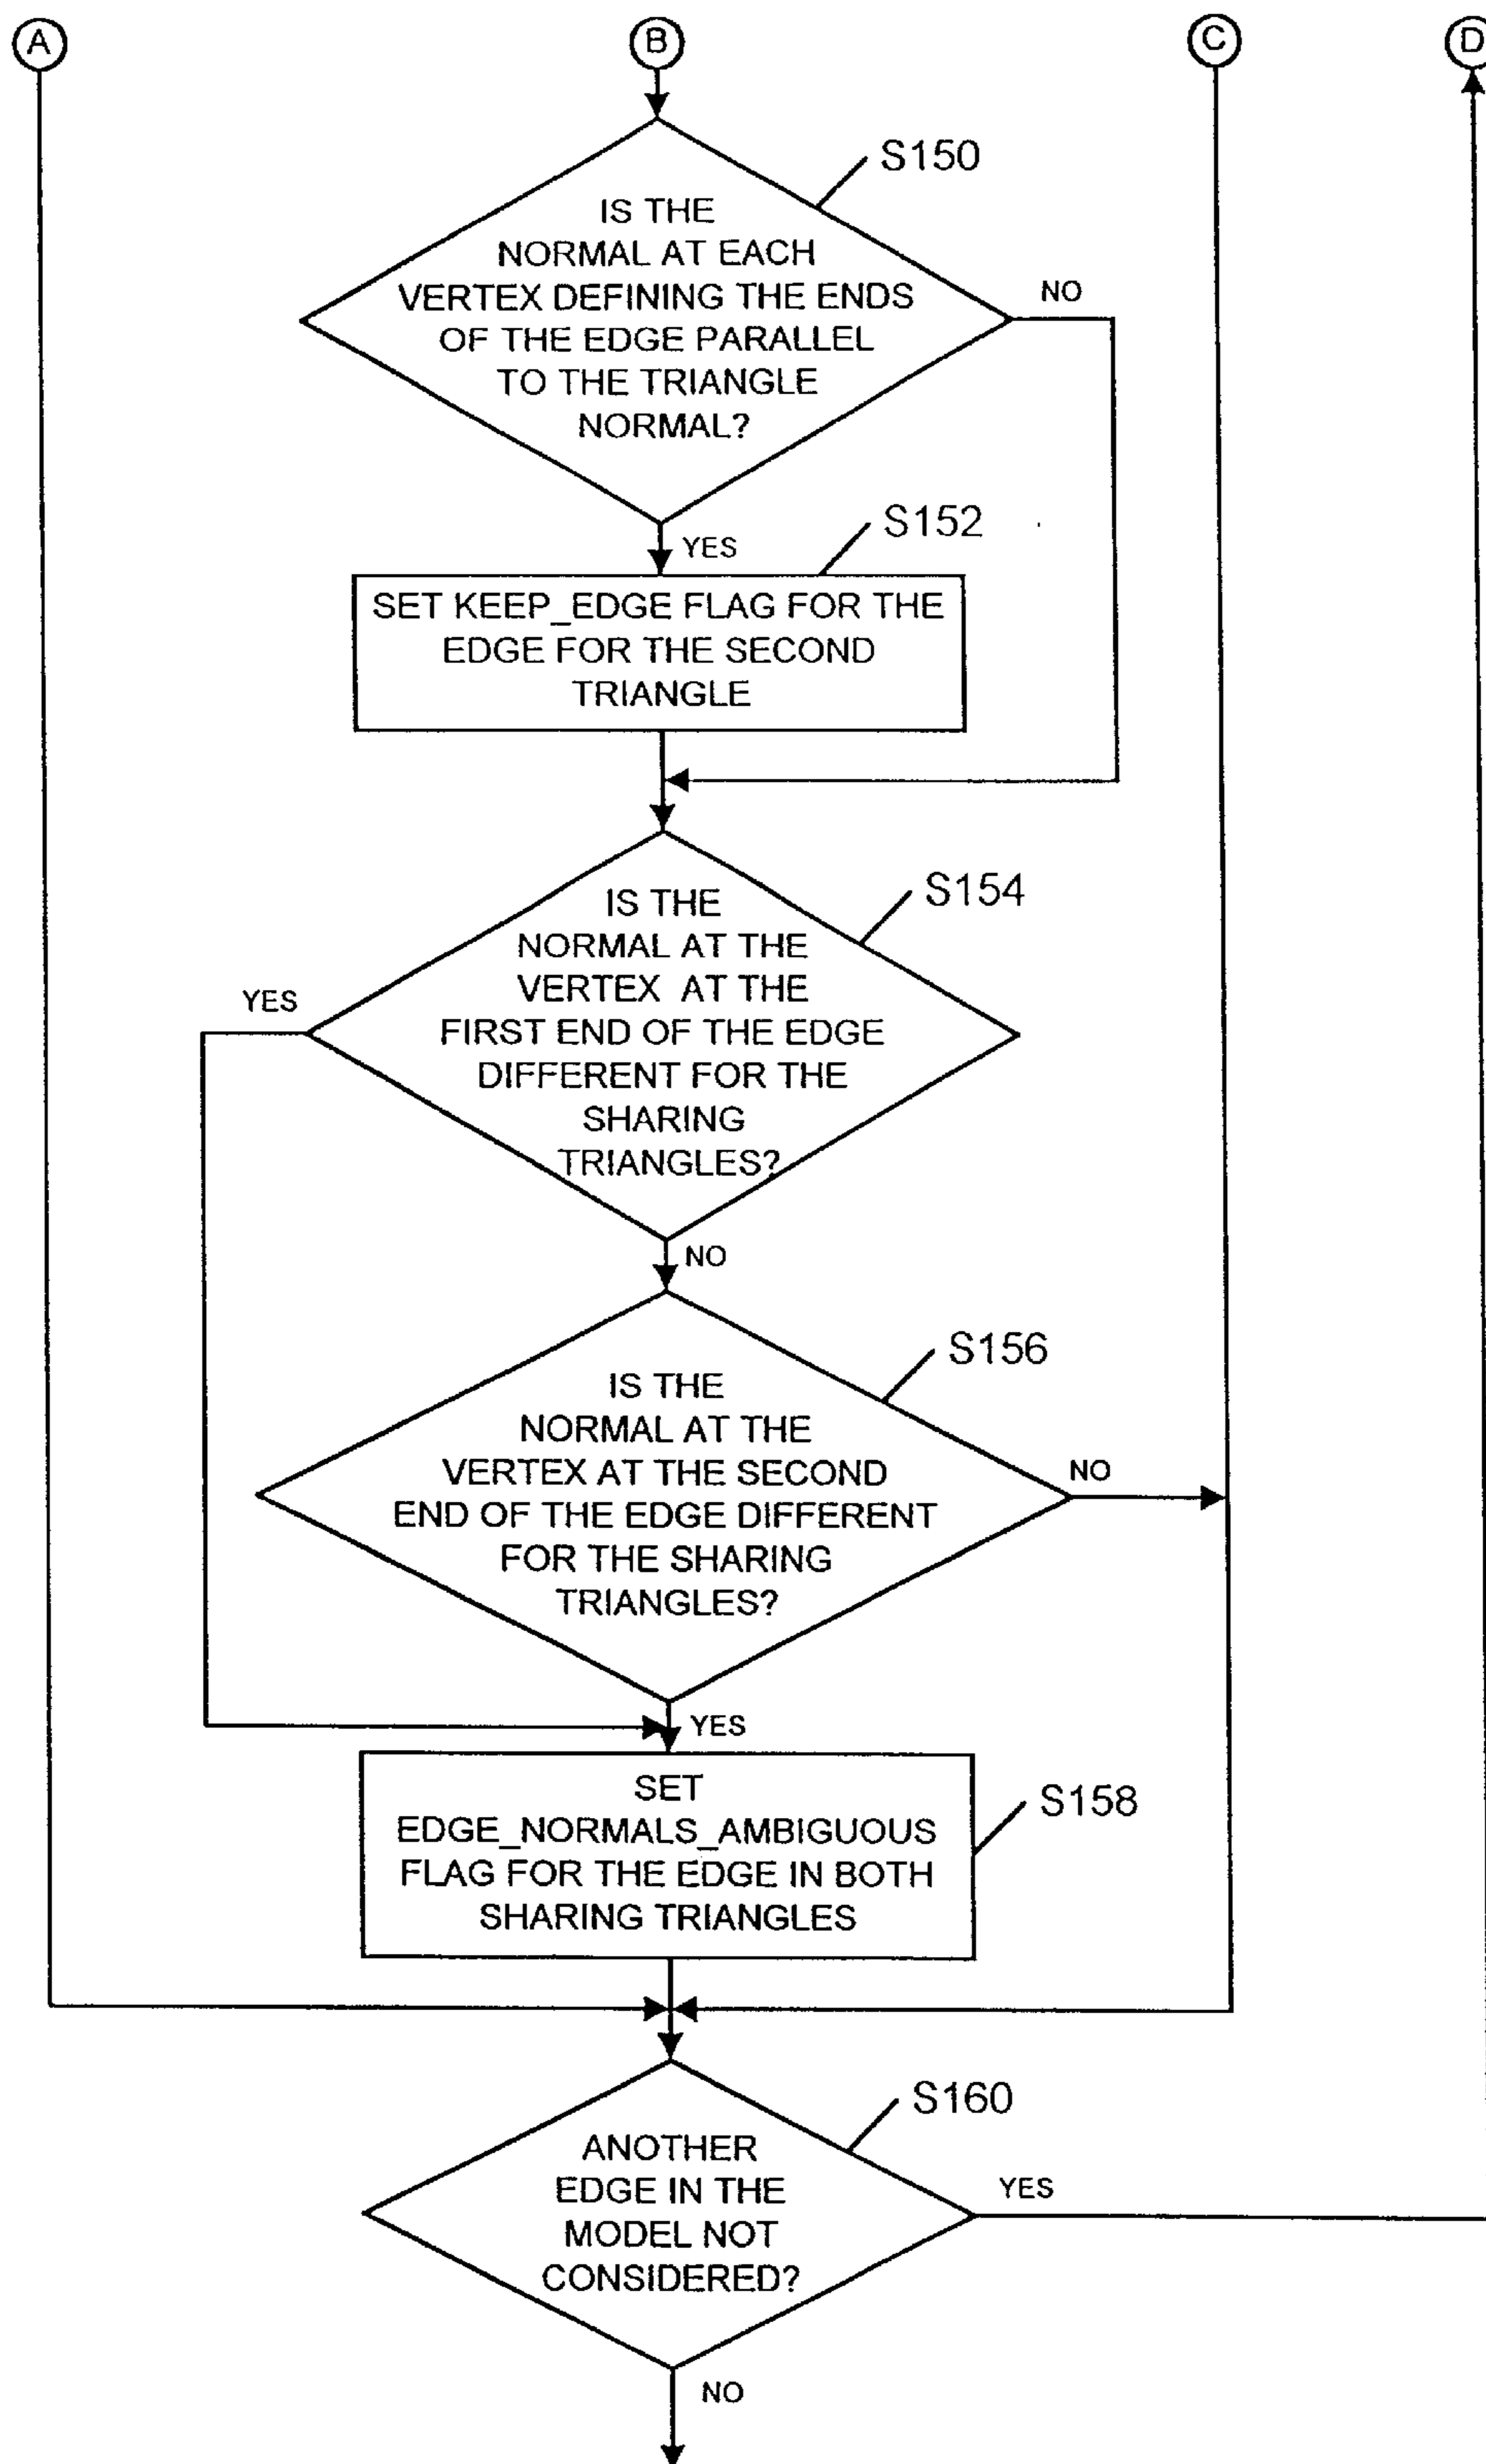 A
B
C
D
S150
IS THE
NORMAL AT EACH
VERTEX DEFINING THE ENDS
OF THE EDGE PARALLEL
TO THE TRIANGLE
NORMAL?
NO
YES
S152
SET KEEP_EDGE FLAG FOR THE
EDGE FOR THE SECOND
TRIANGLE
S154
IS THE
NORMAL AT THE
VERTEX AT THE
FIRST END OF THE EDGE
DIFFERENT FOR THE
SHARING
TRIANGLES?
YES
NO
S156
IS THE
NORMAL AT THE
VERTEX AT THE SECOND
END OF THE EDGE DIFFERENT
FOR THE SHARING
TRIANGLES?
NO
YES
S158
SET
EDGE_NORMALS_AMBIGUOUS
FLAG FOR THE EDGE IN BOTH
SHARING TRIANGLES
S160
ANOTHER
EDGE IN THE
MODEL NOT
CONSIDERED?
YES
NO